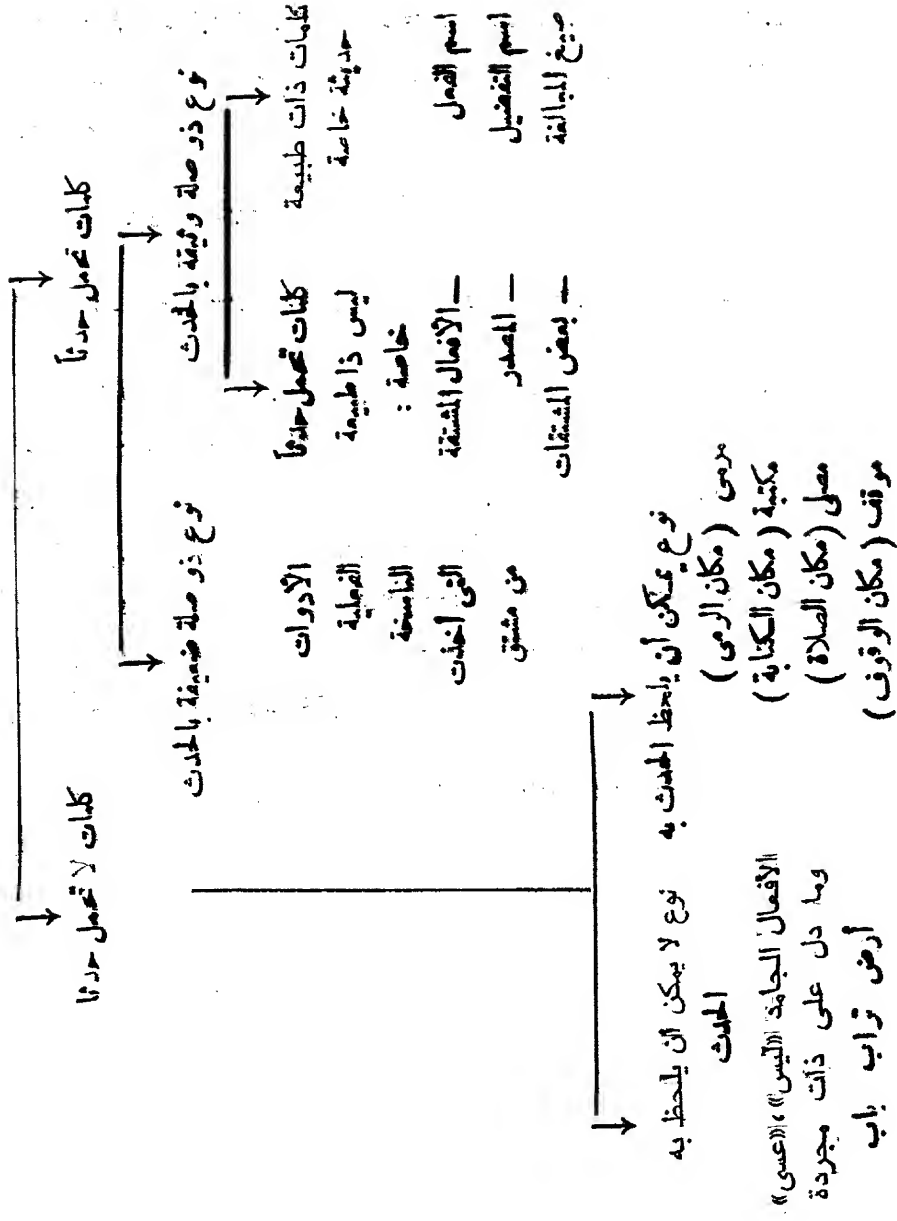 كلمات تحمل حدثاً
كلمات لا تحمل حدثاً
نوع ذو صلة وثيقة بالحدث
نوع ذو صلة ضعيفة بالحدث
كلمات ذات طبيعة
حدثية خاصة
اسم الفعل
اسم التفضيل
صيغ المبالغة
كلمات تحمل حدثاً
ليس ذا طبيعة
خاصة :
— الأفعال المشتقة
— المصدر
— بعض المشتقات
الأدوات
الفعلية
الناسخة
التي أخذت
من مشتق
نوع يمكن أن يلحظ الحدث به
مرمى (مكان الرمى)
مكتبة (مكان الكتابة)
مصلى (مكان الصلاة)
موقف (مكان الوقوف)
نوع لا يمكن أن يلحظ به
الحدث
الأفعال الجامدة «ليس»، «عسى»
وما دل على ذات مجردة
أرض تراب باب